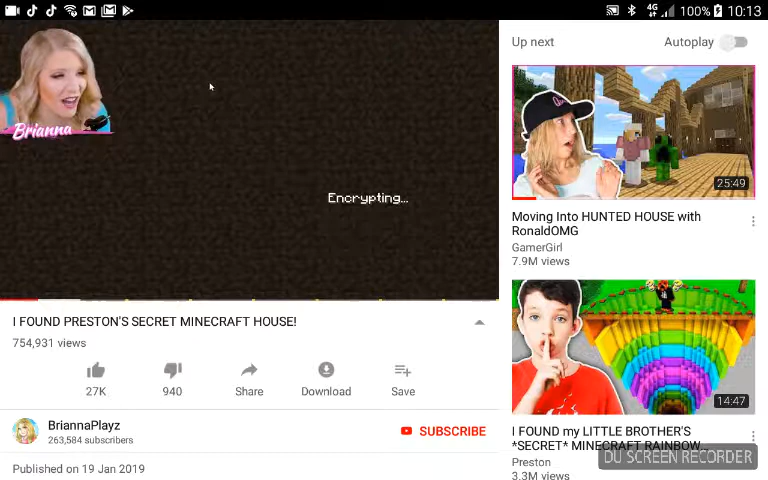 4G
100%
10:13
Brianna
Encrypting...
I FOUND PRESTON'S SECRET MINECRAFT HOUSE!
754,931 views
27K
940
Share
Download
Save
BriannaPlayz
263,584 subscribers
SUBSCRIBE
Published on 19 Jan 2019
Up next
Autoplay
25:49
Moving Into HUNTED HOUSE with
RonaldOMG
GamerGirl
7.9M views
14:47
I FOUND my LITTLE BROTHER'S
*SECRET* MINECRAFT RAINBOW...
Preston
3.3M views
DU SCREEN RECORDER